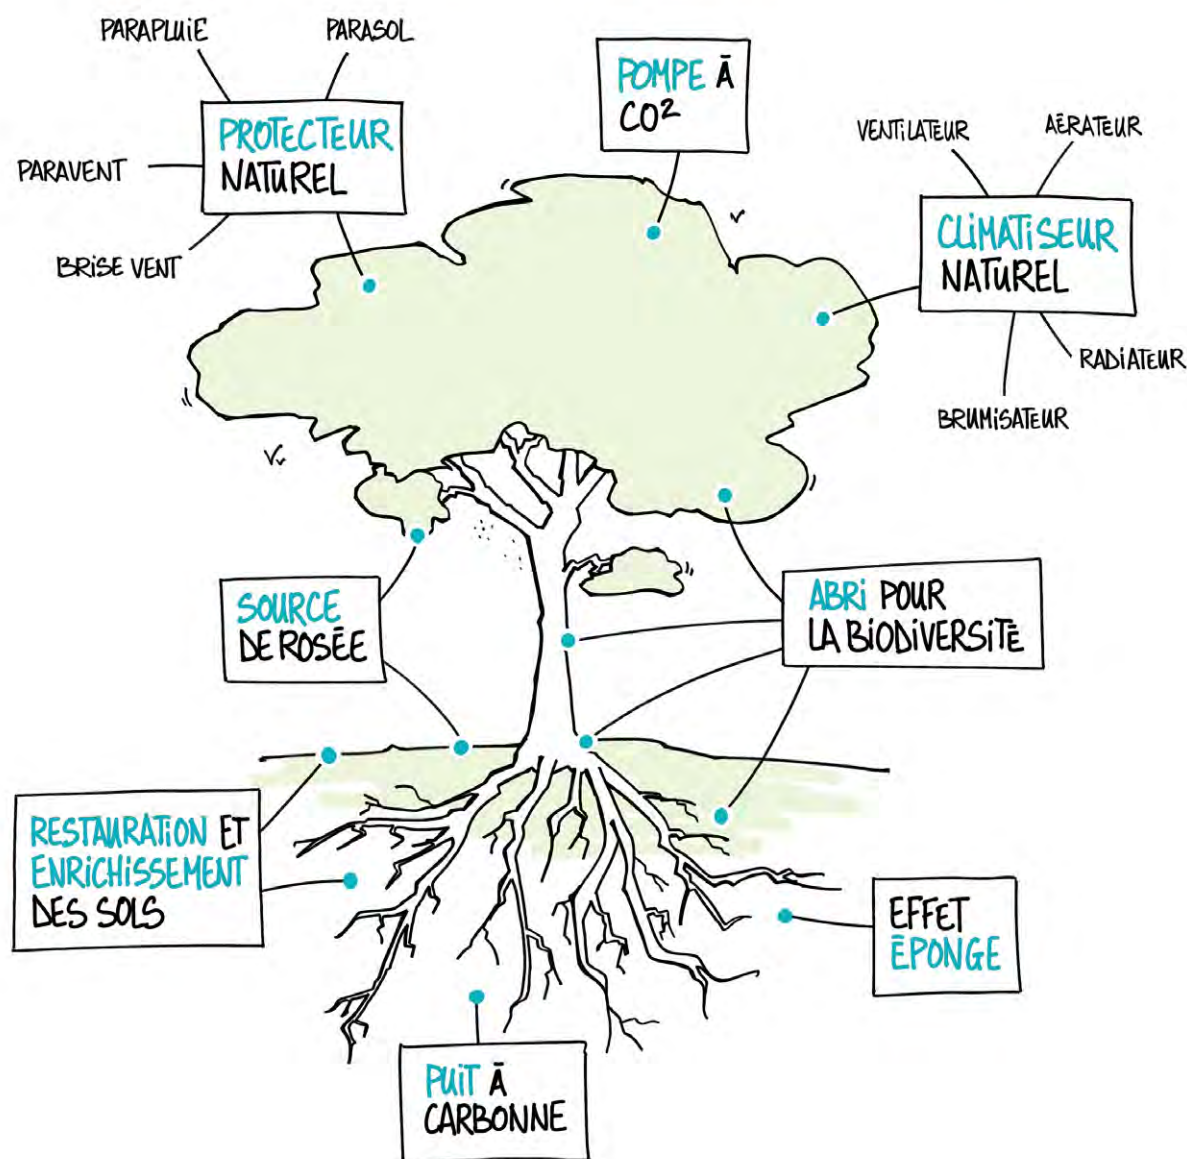 PARAPLUIE
PARASOL
PROTECTEUR
NATUREL
PARAVENT
BRISE VENT
POMPE À
CO²
VENTILATEUR
AÉRATEUR
CLIMATISEUR
NATUREL
RADIATEUR
BRUMISATEUR
SOURCE
DE ROSÉE
ABRI POUR
LA BIODIVERSITÉ
RESTAURATION ET
ENRICHISSEMENT
DES SOLS
EFFET
ÉPONGE
PUIT À
CARBONNE